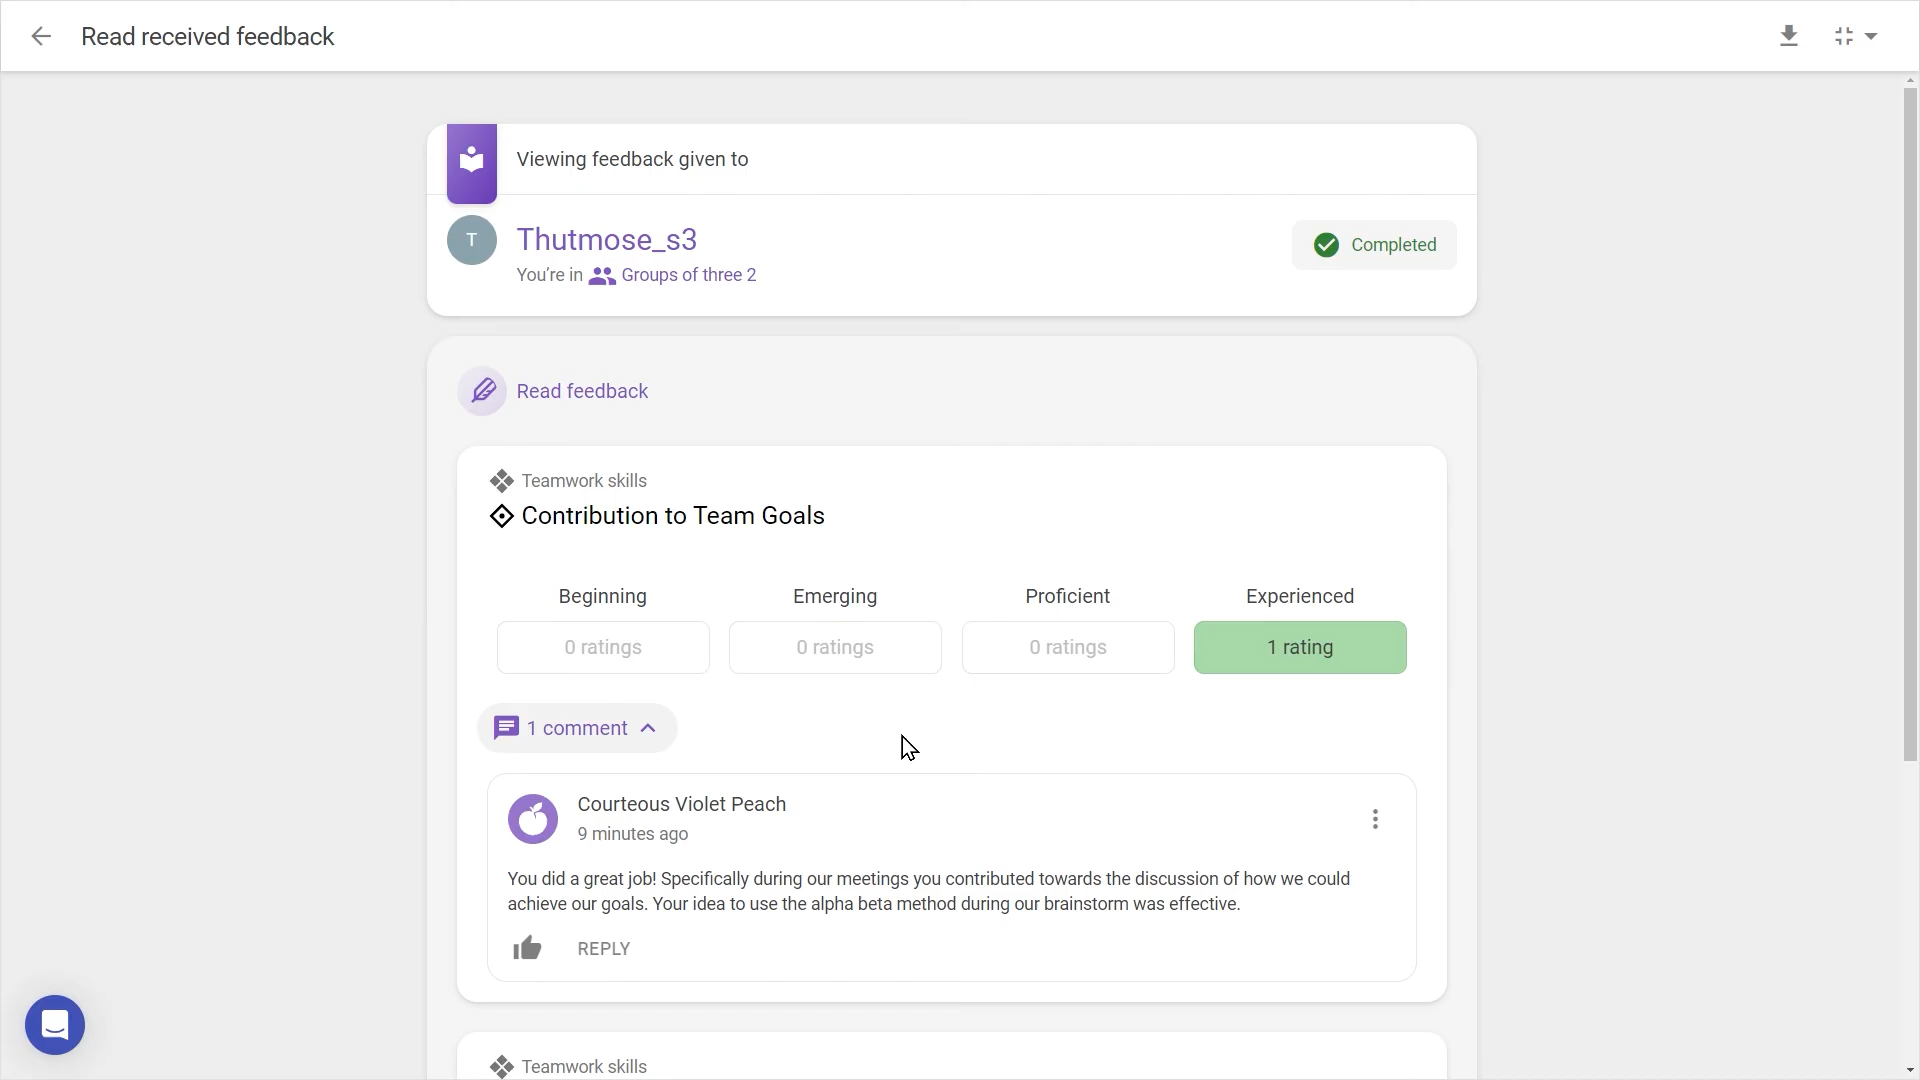 Read received feedback
Viewing feedback given to
T
Thutmose_s3
You're in Groups of three 2
Completed
Read feedback
Teamwork skills
Contribution to Team Goals
Beginning Emerging Proficient Experienced
0 ratings 0 ratings 0 ratings 1 rating
1 comment
Courteous Violet Peach
9 minutes ago
You did a great job! Specifically during our meetings you contributed towards the discussion of how we could
achieve our goals. Your idea to use the alpha beta method during our brainstorm was effective.
REPLY
Teamwork skills